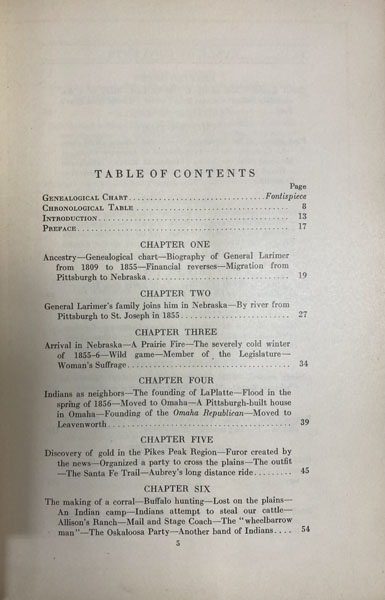 TABLE OF CONTENTS
Page
GENEALOGICAL CHART..............................Fontispiece
CHRONOLOGICAL TABLE .................................... 8
INTRODUCTION............................................ 13
PREFACE................................................. 17
CHAPTER ONE
Ancestry—Genealogical chart—Biography of General Larimer
from 1809 to 1855—Financial reverses—Migration from
Pittsburgh to Nebraska.................................. 19
CHAPTER TWO
General Larimer's family joins him in Nebraska—By river from
Pittsburgh to St. Joseph in 1855........................ 27
CHAPTER THREE
Arrival in Nebraska—A Prairie Fire—The severely cold winter
of 1855-6—Wild game—Member of the Legislature—
Woman's Suffrage........................................ 34
CHAPTER FOUR
Indians as neighbors—The founding of LaPlatte—Flood in the
spring of 1856—Moved to Omaha—A Pittsburgh-built house
in Omaha—Founding of the Omaha Republican—Moved to
Leavenworth............................................. 39
CHAPTER FIVE
Discovery of gold in the Pikes Peak Region—Furor created by
the news—Organized a party to cross the plains—The outfit
—The Santa Fe Trail—Aubrey's long distance ride......... 45
CHAPTER SIX
The making of a corral—Buffalo hunting—Lost on the plains—
An Indian camp—Indians attempt to steal our cattle—
Allison's Ranch—Mail and Stage Coach—The "wheelbarrow
man"—The Oskaloosa Party—Another band of Indians.... 54
5